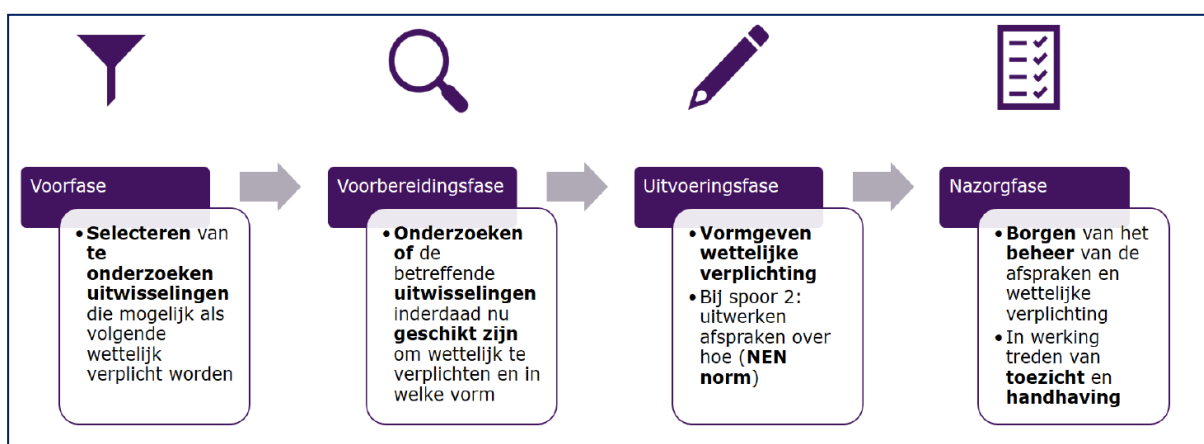 Voorfase
• Selecteren van
te
onderzoeken
uitwisselingen
die mogelijk als
volgende
wettelijk
verplicht worden
Voorbereidingsfase
• Onderzoeken
of de
betreffende
uitwisselingen
inderdaad nu
geschikt zijn
om wettelijk te
verplichten en in
welke vorm
Uitvoeringsfase
• Vormgeven
wettelijke
verplichting
• Bij spoor 2:
uitwerken
afspraken over
hoe (NEN
norm)
Nazorgfase
• Borgen van het
beheer van de
afspraken en
wettelijke
verplichting
• In werking
treden van
toezicht en
handhaving